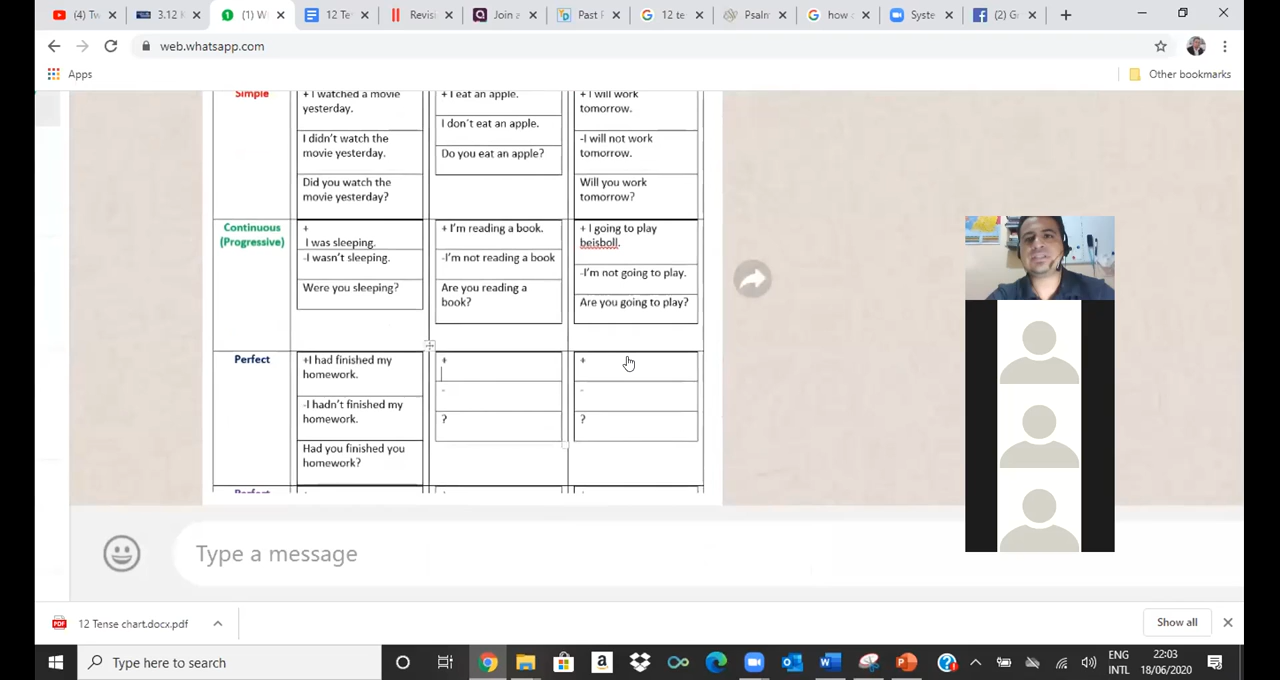 (4) Tw
3.12 K
(1) W
12 Te
Revisi
Join a
Past F
12 te
Psalm
how
Syste
(2) G
web.whatsapp.com
Apps
Other bookmarks
Simple
+ I watched a movie
yesterday.
I didn't watch the
movie yesterday.
Did you watch the
movie yesterday?
+ I eat an apple.
I don't eat an apple.
Do you eat an apple?
+ I will work
tomorrow.
-I will not work
tomorrow.
Will you work
tomorrow?
Continuous
(Progressive)
+
I was sleeping.
-I wasn't sleeping.
Were you sleeping?
+ I'm reading a book.
-I'm not reading a book
Are you reading a
book?
+ I going to play
beisboll.
-I'm not going to play.
Are you going to play?
Perfect
+I had finished my
homework.
-I hadn't finished my
homework.
Had you finished you
homework?
+
-
?
+
-
?
Perfect
+
+
+
Type a message
12 Tense chart.docx.pdf
Show all
Type here to search
ENG
INTL
22:03
18/06/2020